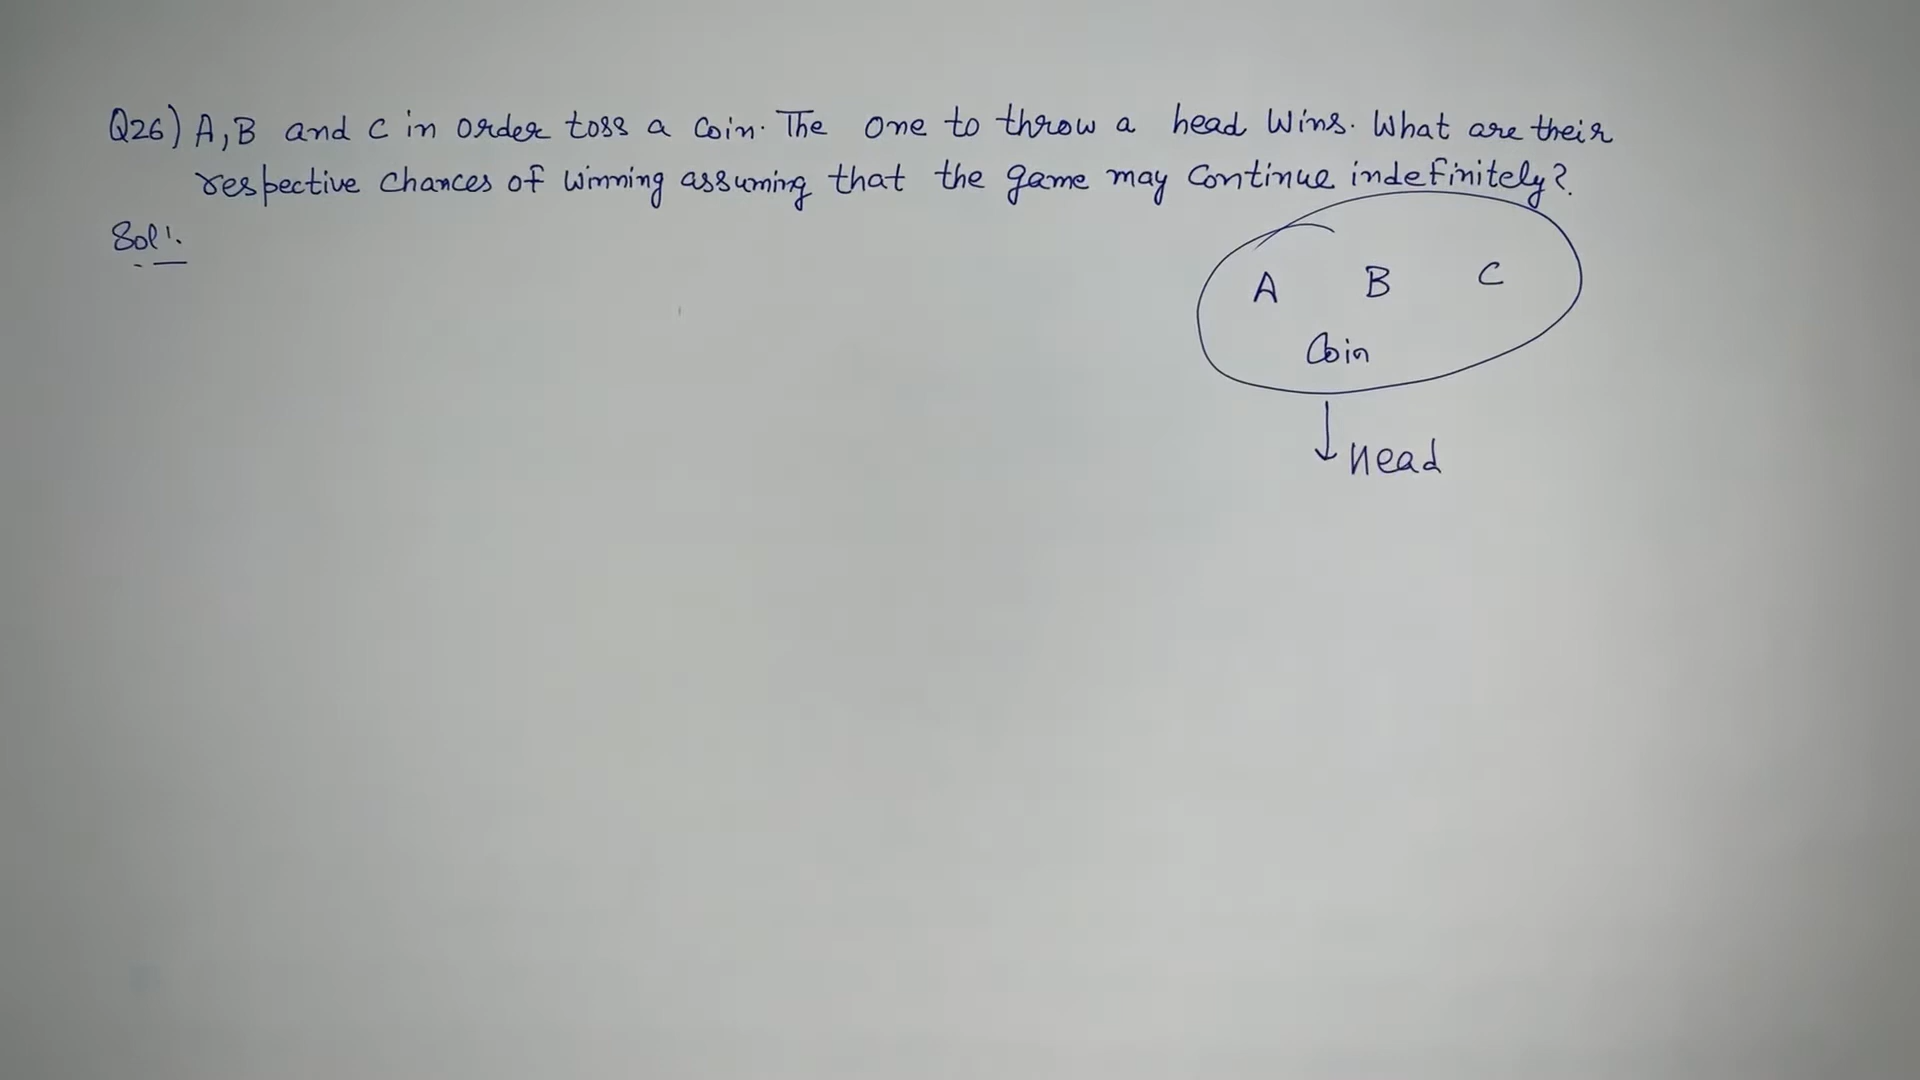 Q26) A, B and C in order toss a coin. The one to throw a head wins. What are their
respective chances of winning assuming that the game may continue indefinitely?
Sol:
A B C
Coin
Head